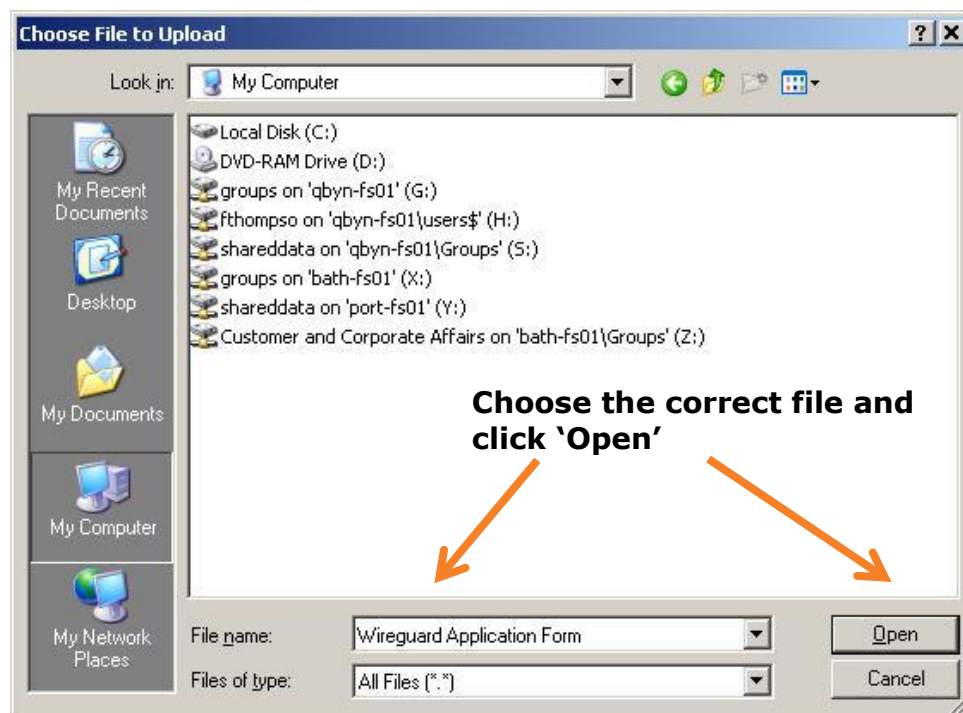 Choose File to Upload
Look in: My Computer
My Recent
Documents
Desktop
My Documents
My Computer
My Network
Places
Local Disk (C:)
DVD-RAM Drive (D:)
groups on 'qbyn-fs01' (G:)
fthompso on 'qbyn-fs01\users$' (H:)
shareddata on 'qbyn-fs01\Groups' (S:)
groups on 'bath-fs01' (X:)
shareddata on 'port-fs01' (Y:)
Customer and Corporate Affairs on 'bath-fs01\Groups' (Z:)
Choose the correct file and
click ‘Open’
File name: Wireguard Application Form Open
Files of type: All Files (*.*) Cancel